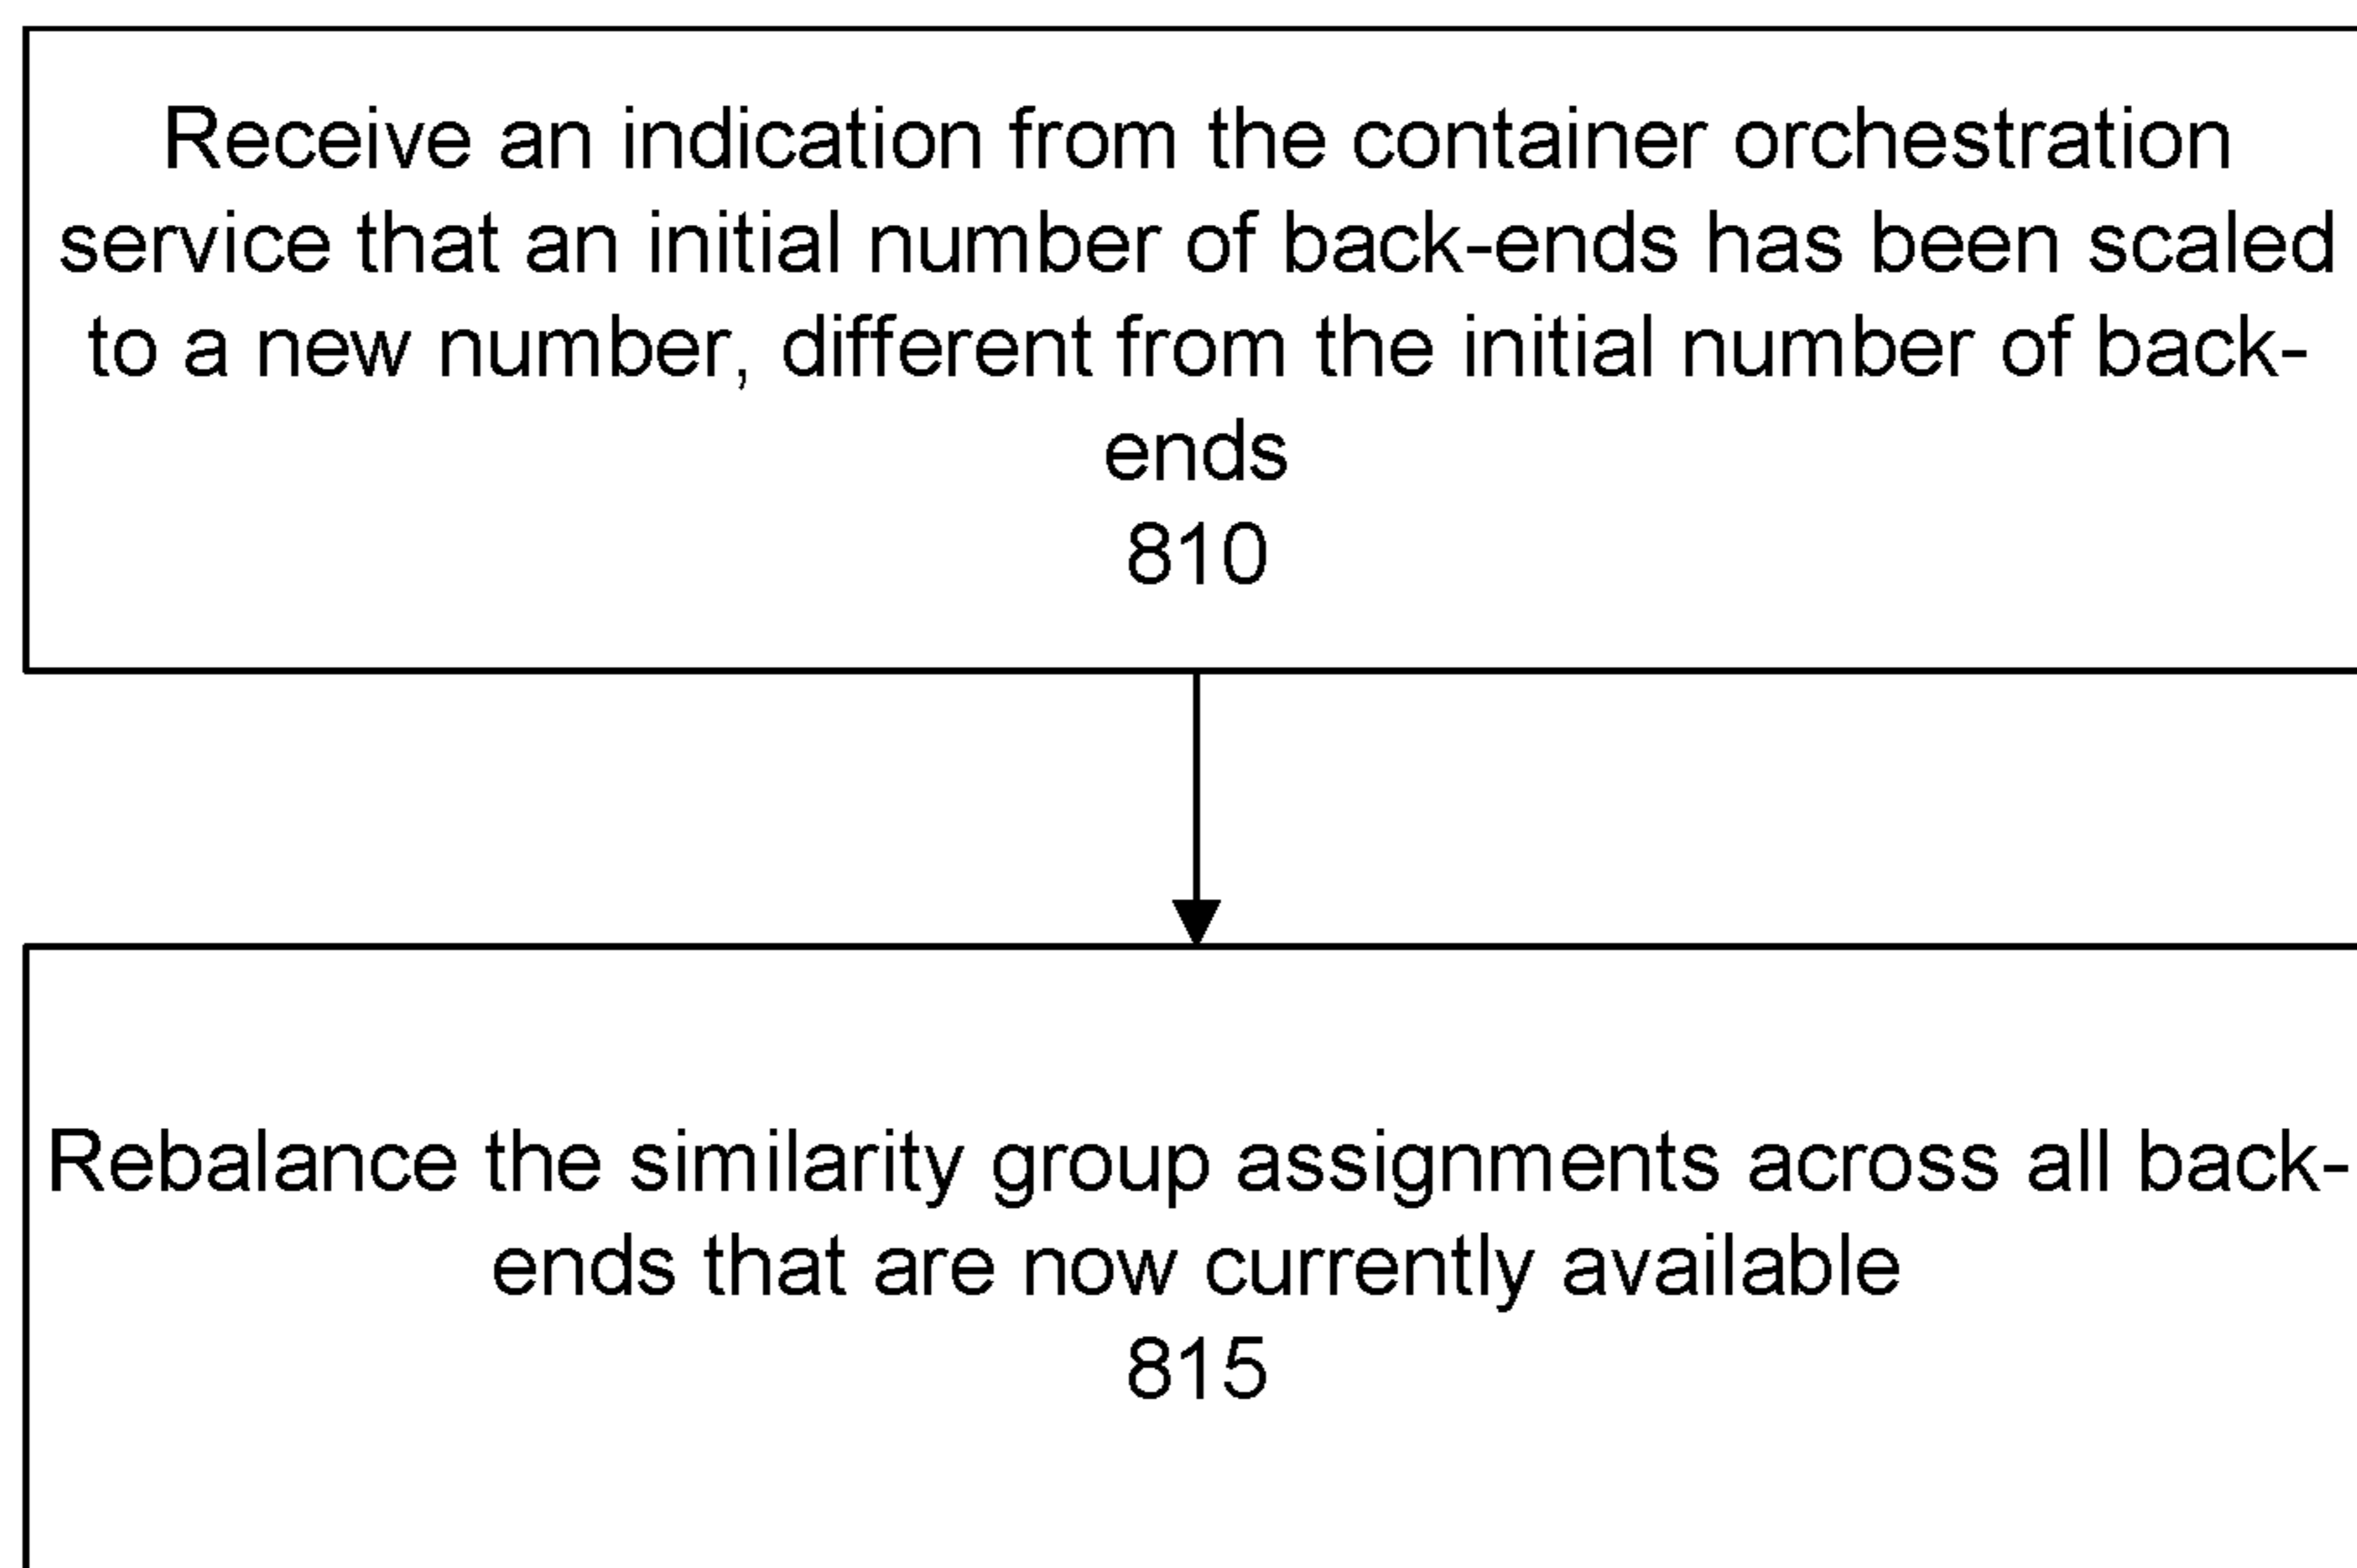 Receive an indication from the container orchestration
service that an initial number of back-ends has been scaled
to a new number, different from the initial number of back-
ends
810
Rebalance the similarity group assignments across all back-
ends that are now currently available
815